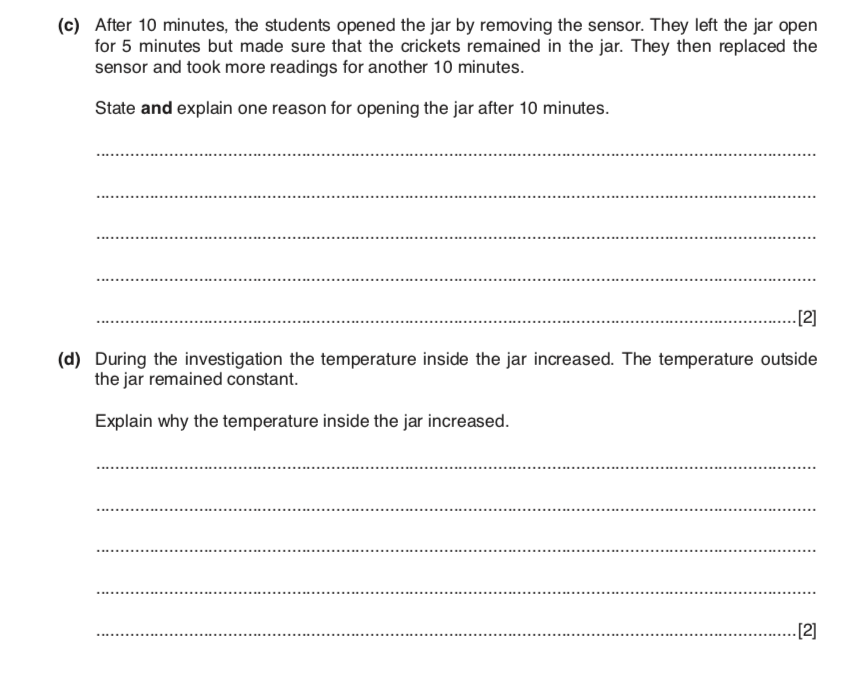 (c) After 10 minutes, the students opened the jar by removing the sensor. They left the jar open
for 5 minutes but made sure that the crickets remained in the jar. They then replaced the
sensor and took more readings for another 10 minutes.
State and explain one reason for opening the jar after 10 minutes.
[2]
(d) During the investigation the temperature inside the jar increased. The temperature outside
the jar remained constant.
Explain why the temperature inside the jar increased.
[2]